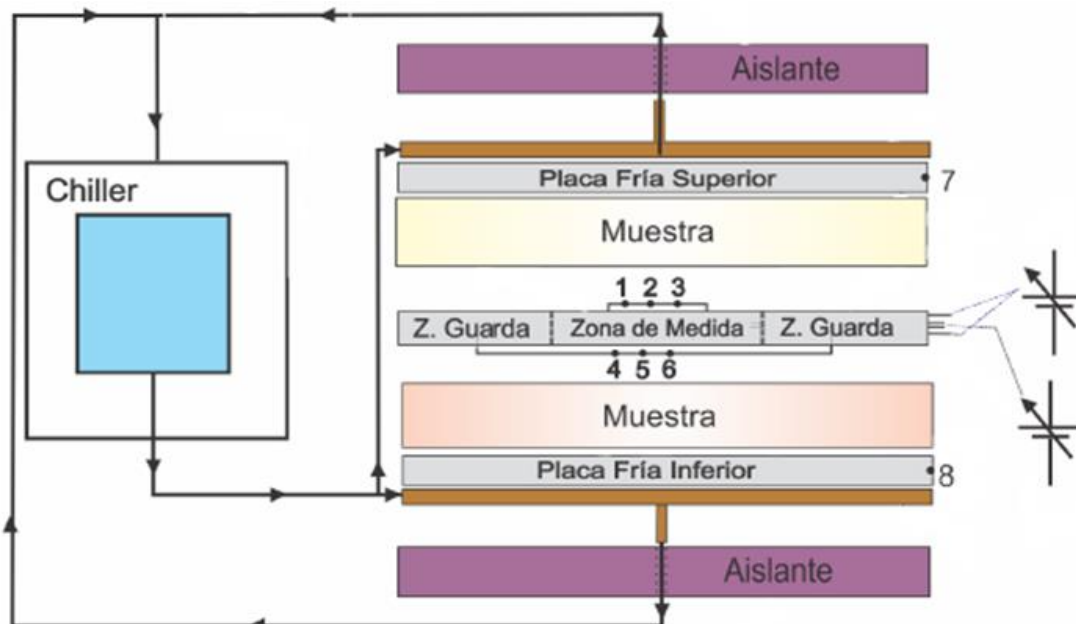 Aislante
Chiller
Placa Fría Superior
7
Muestra
1 2 3
Z. Guarda
Zona de Medida
Z. Guarda
4 5 6
Muestra
Placa Fría Inferior
8
Aislante